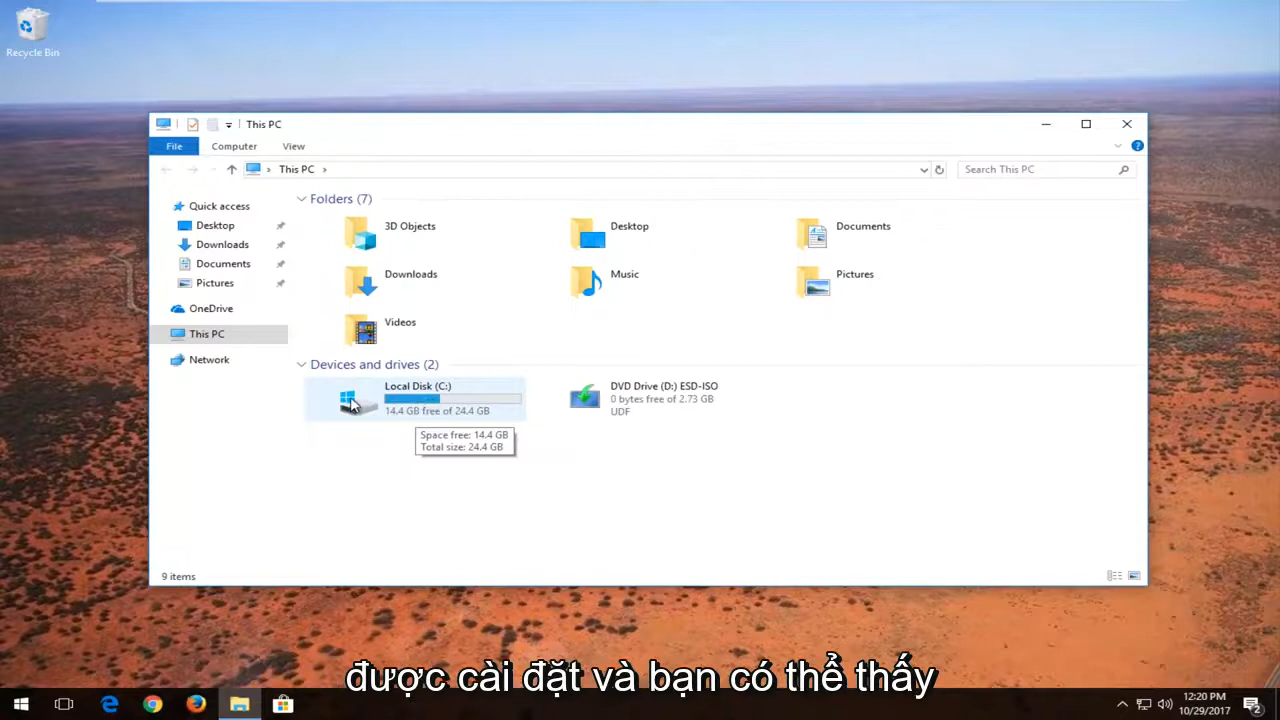 Recycle Bin
This PC
File
Computer
View
This PC
Search This PC
Quick access
Desktop
Downloads
Documents
Pictures
OneDrive
This PC
Network
Folders (7)
3D Objects
Desktop
Documents
Downloads
Music
Pictures
Videos
Devices and drives (2)
Local Disk (C:)
14.4 GB free of 24.4 GB
DVD Drive (D:) ESD-ISO
0 bytes free of 2.73 GB
UDF
Space free: 14.4 GB
Total size: 24.4 GB
9 items
được cài đặt và bạn có thể thấy
12:20 PM
10/29/2017
2